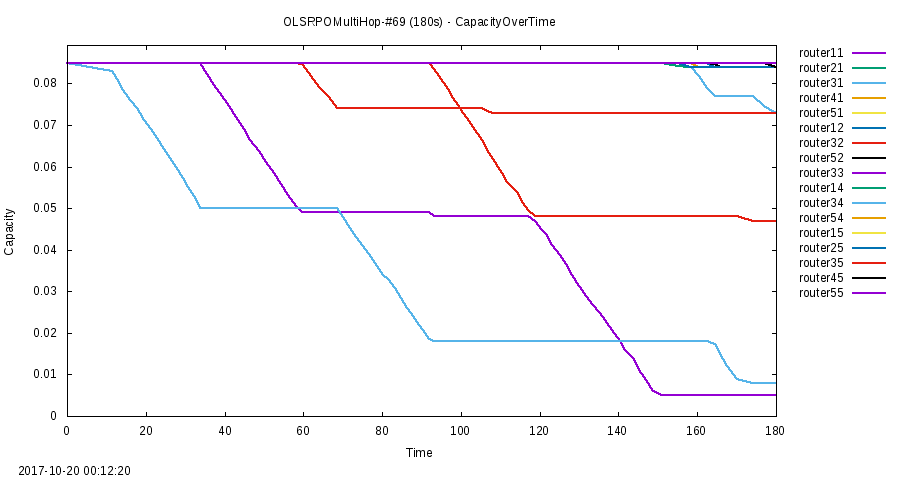 OLSRPOMultiHop-#69 (180s) - CapacityOverTime
router11
router21
router31
router41
router51
router12
router32
router52
router33
router14
router34
router54
router15
router25
router35
router45
router55
0.08
0.07
0.06
0.05
0.04
0.03
0.02
0.01
0
Capacity
0 20 40 60 80 100 120 140 160 180
Time
2017-10-20 00:12:20